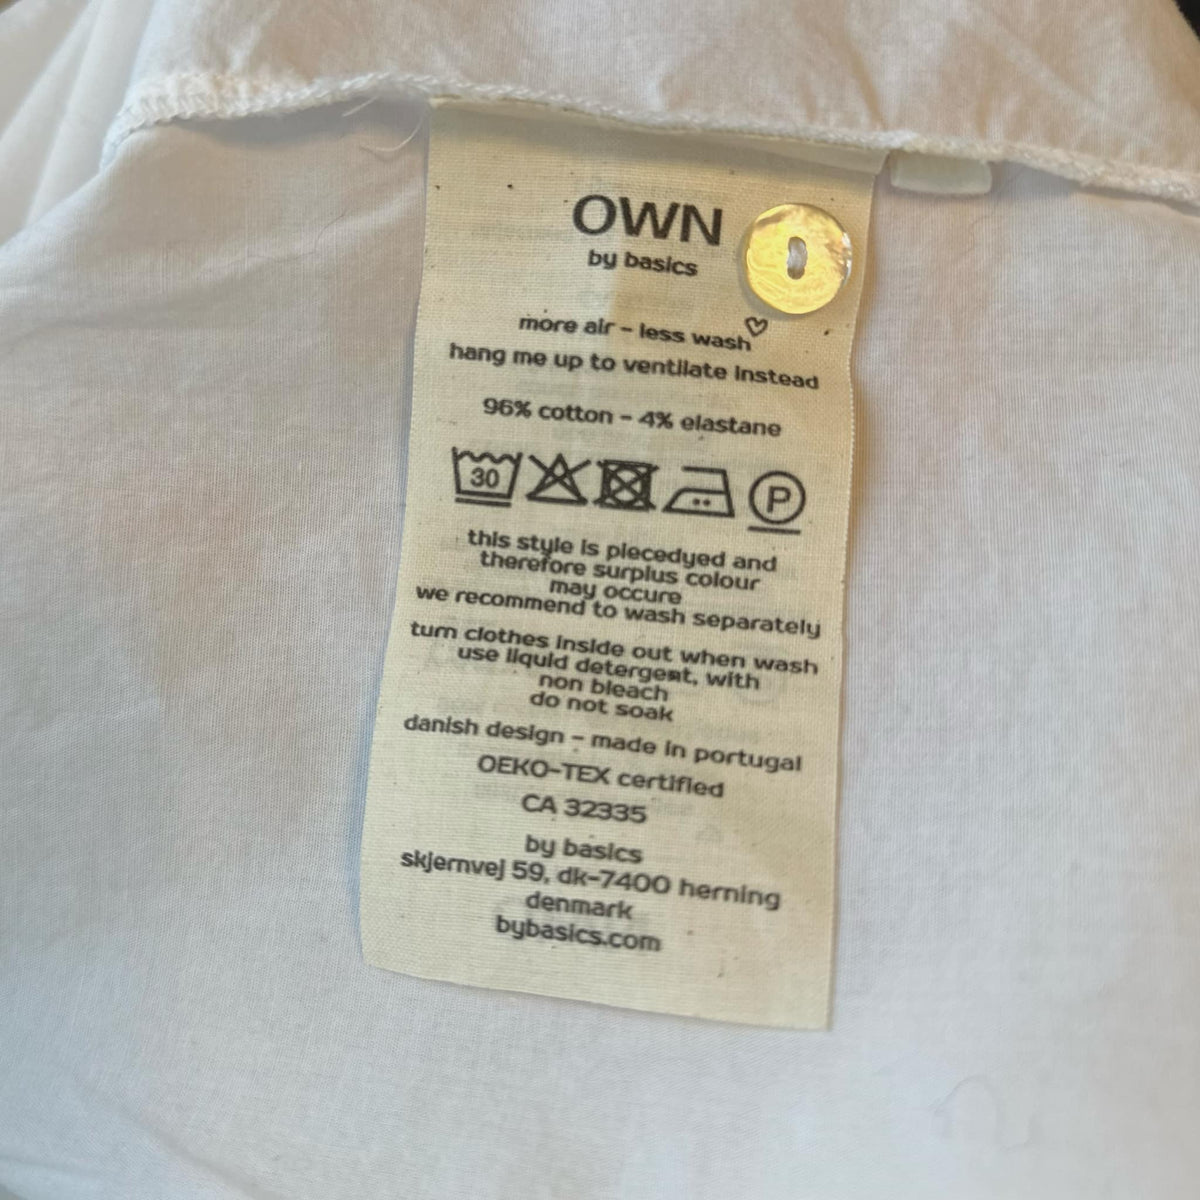 OWN
by basics
more air - less wash
hang me up to ventilate instead
96% cotton - 4% elastane
30
P
this style is piecedyed and
therefore surplus colour
may occure
we recommend to wash separately
turn clothes inside out when wash
use liquid detergent, with
non bleach
do not soak
danish design - made in portugal
OEKO-TEX certified
CA 32335
by basics
skjernvej 59, dk-7400 herning
denmark
bybasics.com